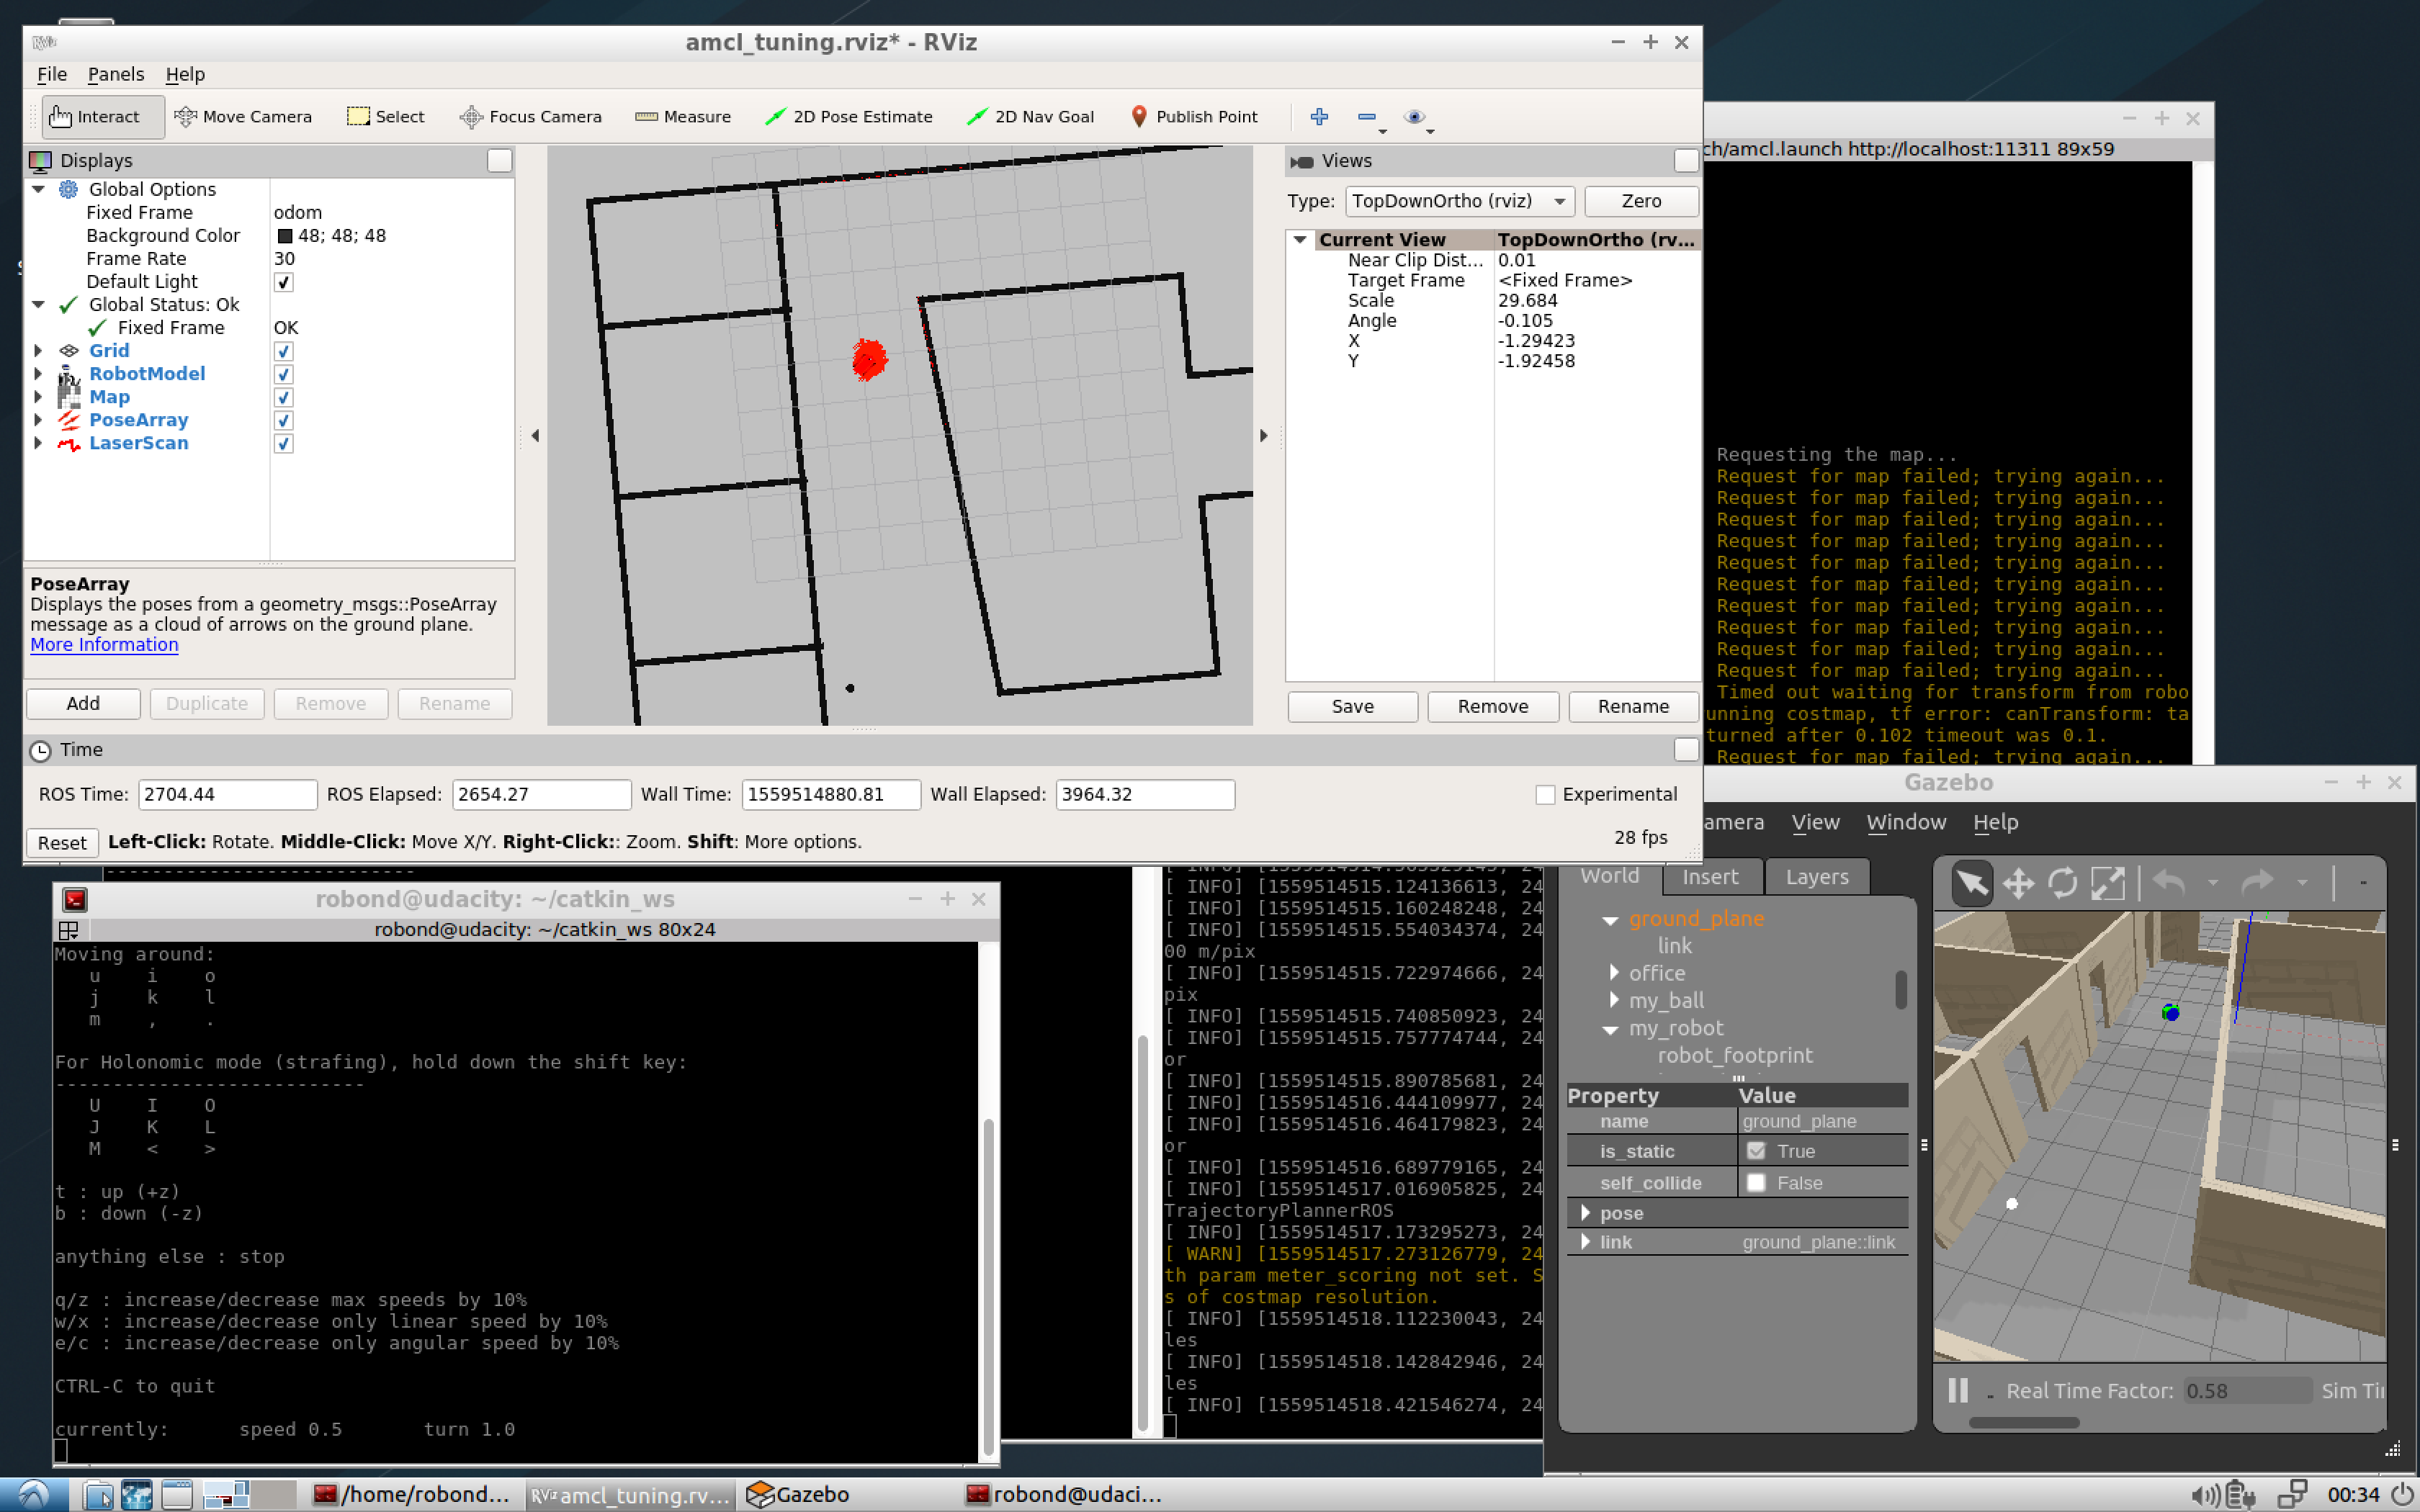 amcl_tuning.rviz* - RViz
File Panels Help
Interact Move Camera Select Focus Camera Measure 2D Pose Estimate 2D Nav Goal Publish Point
Displays
Global Options
Fixed Frame odom
Background Color 48; 48; 48
Frame Rate 30
Default Light
Global Status: Ok
Fixed Frame OK
Grid
RobotModel
Map
PoseArray
LaserScan
PoseArray
Displays the poses from a geometry_msgs::PoseArray
message as a cloud of arrows on the ground plane.
More Information
Add Duplicate Remove Rename
Views
Type: TopDownOrtho (rviz) Zero
Current View TopDownOrtho (rv...
Near Clip Dist... 0.01
Target Frame <Fixed Frame>
Scale 29.684
Angle -0.105
X -1.29423
Y -1.92458
Save Remove Rename
Time
ROS Time: 2704.44 ROS Elapsed: 2654.27 Wall Time: 1559514880.81 Wall Elapsed: 3964.32 Experimental
Reset Left-Click: Rotate. Middle-Click: Move X/Y. Right-Click:: Zoom. Shift: More options. 28 fps
ch/amcl.launch http://localhost:11311 89x59
Requesting the map...
Request for map failed; trying again...
Request for map failed; trying again...
Request for map failed; trying again...
Request for map failed; trying again...
Request for map failed; trying again...
Request for map failed; trying again...
Request for map failed; trying again...
Request for map failed; trying again...
Request for map failed; trying again...
Request for map failed; trying again...
Timed out waiting for transform from robo
unning costmap, tf error: canTransform: ta
turned after 0.102 timeout was 0.1.
Request for map failed; trying again...
robond@udacity: ~/catkin_ws
robond@udacity: ~/catkin_ws 80x24
Moving around:
u i o
j k l
m , .
For Holonomic mode (strafing), hold down the shift key:
---------------------------
U I O
J K L
M < >
t : up (+z)
b : down (-z)
anything else : stop
q/z : increase/decrease max speeds by 10%
w/x : increase/decrease only linear speed by 10%
e/c : increase/decrease only angular speed by 10%
CTRL-C to quit
currently: speed 0.5 turn 1.0
[ INFO] [1559514515.124136613, 24
[ INFO] [1559514515.160248248, 24
[ INFO] [1559514515.554034374, 24
00 m/pix
[ INFO] [1559514515.722974666, 24
pix
[ INFO] [1559514515.740850923, 24
[ INFO] [1559514515.757774744, 24
or
[ INFO] [1559514515.890785681, 24
[ INFO] [1559514516.444109977, 24
[ INFO] [1559514516.464179823, 24
or
[ INFO] [1559514516.689779165, 24
[ INFO] [1559514517.016905825, 24
TrajectoryPlannerROS
[ INFO] [1559514517.173295273, 24
[ WARN] [1559514517.273126779, 24
th param meter_scoring not set. S
s of costmap resolution.
[ INFO] [1559514518.112230043, 24
les
[ INFO] [1559514518.142842946, 24
les
[ INFO] [1559514518.421546274, 24
Gazebo
amera View Window Help
World Insert Layers
ground_plane
link
office
my_ball
my_robot
robot_footprint
Property Value
name ground_plane
is_static True
self_collide False
pose
link ground_plane::link
Real Time Factor: 0.58 Sim Ti
/home/robond... RViz amcl_tuning.rv... Gazebo robond@udaci... 00:34